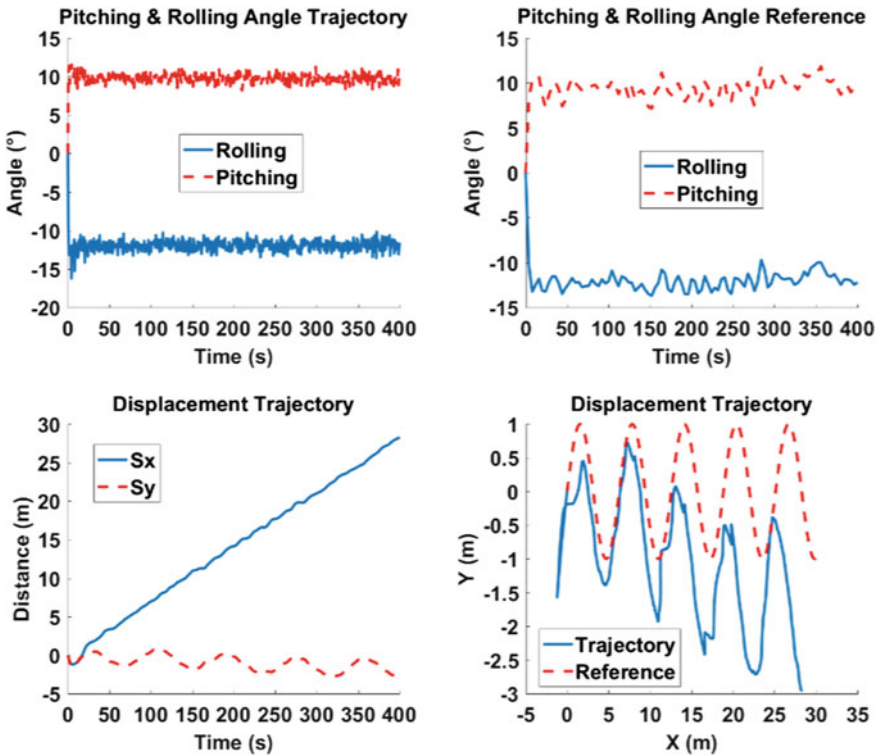 Pitching & Rolling Angle Trajectory
15
10
5
0
-5
-10
-15
-20
Angle (°)
Rolling
Pitching
0 50 100 150 200 250 300 350 400
Time (s)
Pitching & Rolling Angle Reference
15
10
5
0
-5
-10
-15
Angle (°)
Rolling
Pitching
0 50 100 150 200 250 300 350 400
Time (s)
Displacement Trajectory
30
25
20
15
10
5
0
-5
Distance (m)
Sx
Sy
0 50 100 150 200 250 300 350 400
Time (s)
Displacement Trajectory
1
0.5
0
-0.5
-1
-1.5
-2
-2.5
-3
Y (m)
Trajectory
Reference
-5 0 5 10 15 20 25 30 35
X (m)